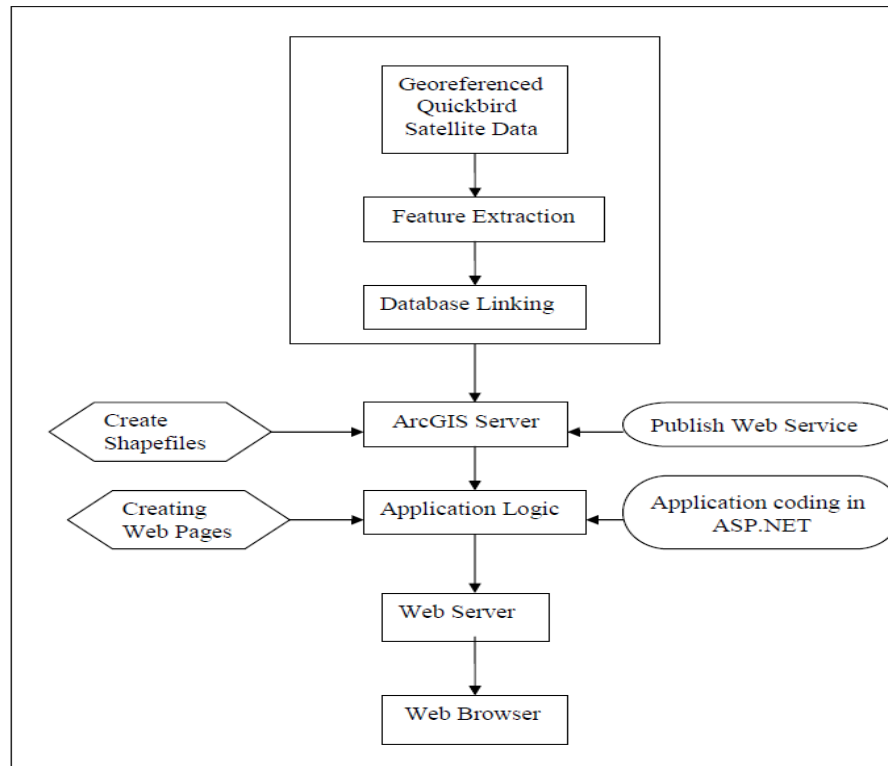 Georeferenced
Quickbird
Satellite Data
Feature Extraction
Database Linking
Create
Shapefiles
ArcGIS Server
Publish Web Service
Creating
Web Pages
Application Logic
Application coding in
ASP.NET
Web Server
Web Browser